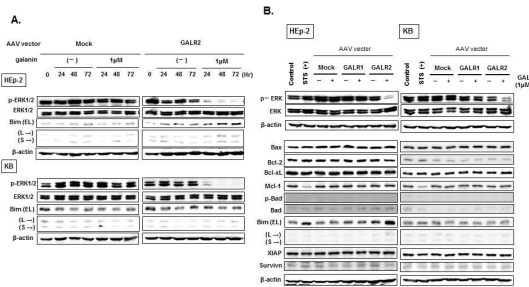 A.
AAV vector Mock GALR2
galanin (−) 1μM (−) 1μM
0 24 48 72 24 48 72 0 24 48 72 24 48 72 (Hr)
HEp-2
p-ERK1/2
ERK1/2
Bim (EL)
(L →)
(S →)
β-actin
KB
p-ERK1/2
ERK1/2
Bim (EL)
(L →)
(S →)
β-actin
B.
HEp-2 KB
AAV vector AAV vector
Control STS (+) Mock GALR1 GALR2 Control STS (+) Mock GALR1 GALR2
− + − + − + − + − + − + GAL
(1μM
p− ERK
ERK
β-actin
Bax
Bcl-2
Bcl-xL
Mcl-1
p-Bad
Bad
Bim (EL)
(L →)
(S →)
XIAP
Survivn
β-actin